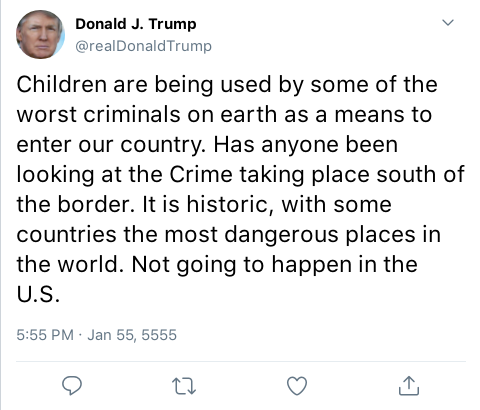 Donald J. Trump
@realDonaldTrump
Children are being used by some of the
worst criminals on earth as a means to
enter our country. Has anyone been
looking at the Crime taking place south of
the border. It is historic, with some
countries the most dangerous places in
the world. Not going to happen in the
U.S.
5:55 PM · Jan 55, 5555